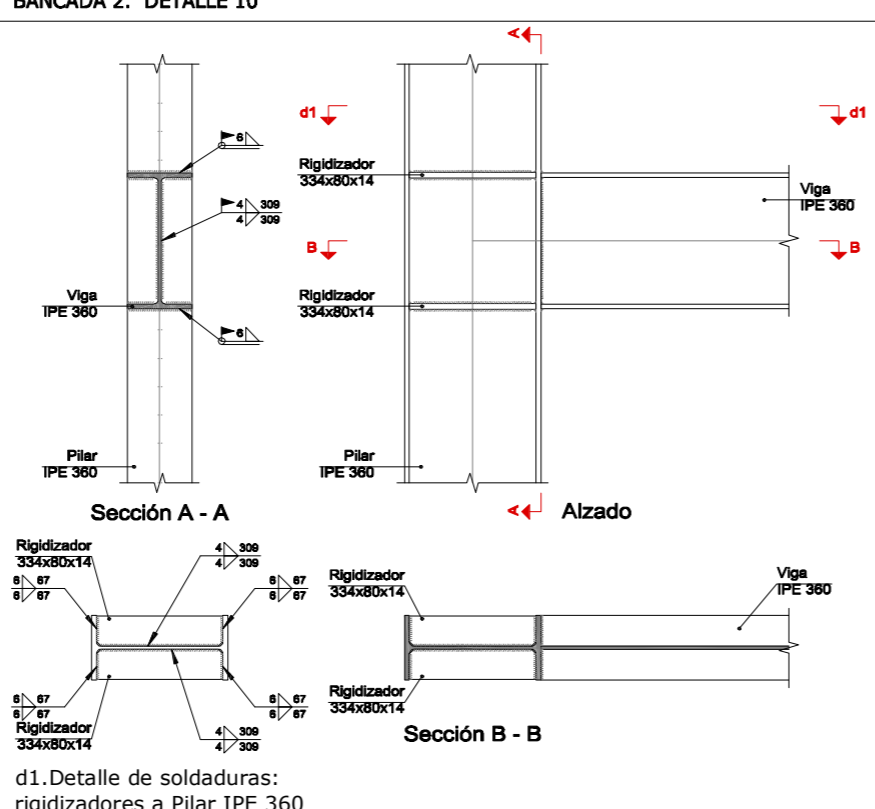 BANCADA 2. DETALLE 10
A
d1
d1
6
Rigidizador
334x80x14
4 309
4 309
Viga
IPE 360
B
B
Viga
IPE 360
Rigidizador
334x80x14
6
Pilar
IPE 360
Pilar
IPE 360
Sección A - A
A
Alzado
Rigidizador
334x80x14
4 309
4 309
6 67
6 67
6 67
6 67
Rigidizador
334x80x14
Viga
IPE 360
6 67
6 67
6 67
6 67
Rigidizador
334x80x14
4 309
4 309
Rigidizador
334x80x14
Sección B - B
d1.Detalle de soldaduras:
rigidizadores a Pilar IPE 360